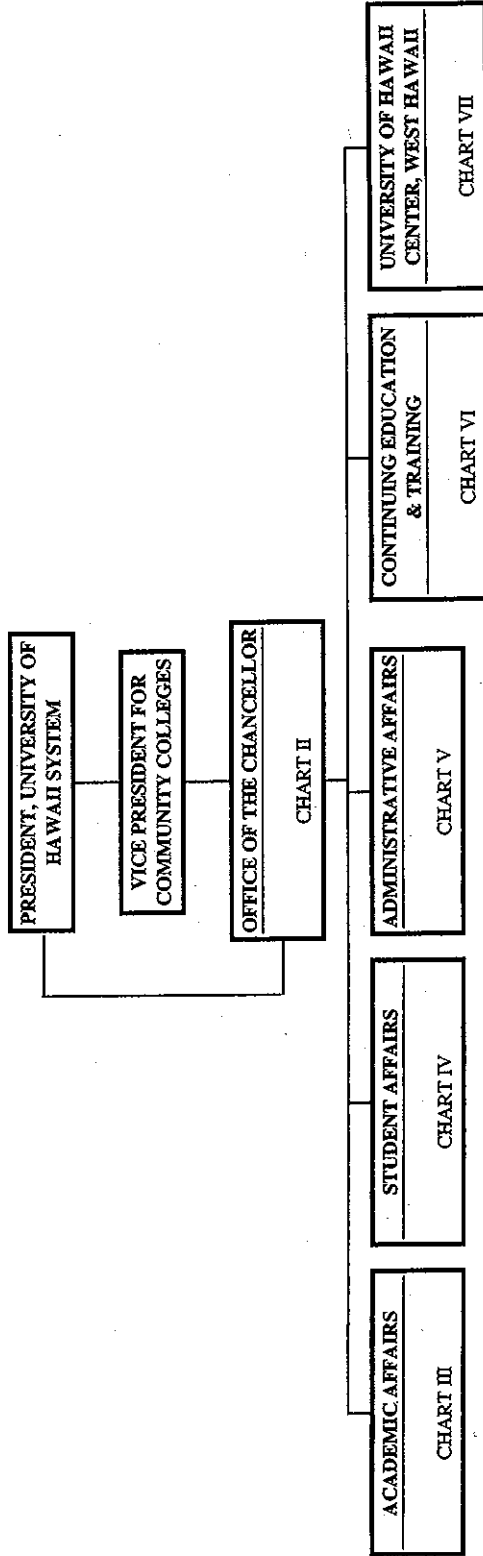 PRESIDENT, UNIVERSITY OF
HAWAII SYSTEM
VICE PRESIDENT FOR
COMMUNITY COLLEGES
OFFICE OF THE CHANCELLOR
CHART II
ACADEMIC AFFAIRS
CHART III
STUDENT AFFAIRS
CHART IV
ADMINISTRATIVE AFFAIRS
CHART V
CONTINUING EDUCATION
& TRAINING
CHART VI
UNIVERSITY OF HAWAII
CENTER, WEST HAWAII
CHART VII